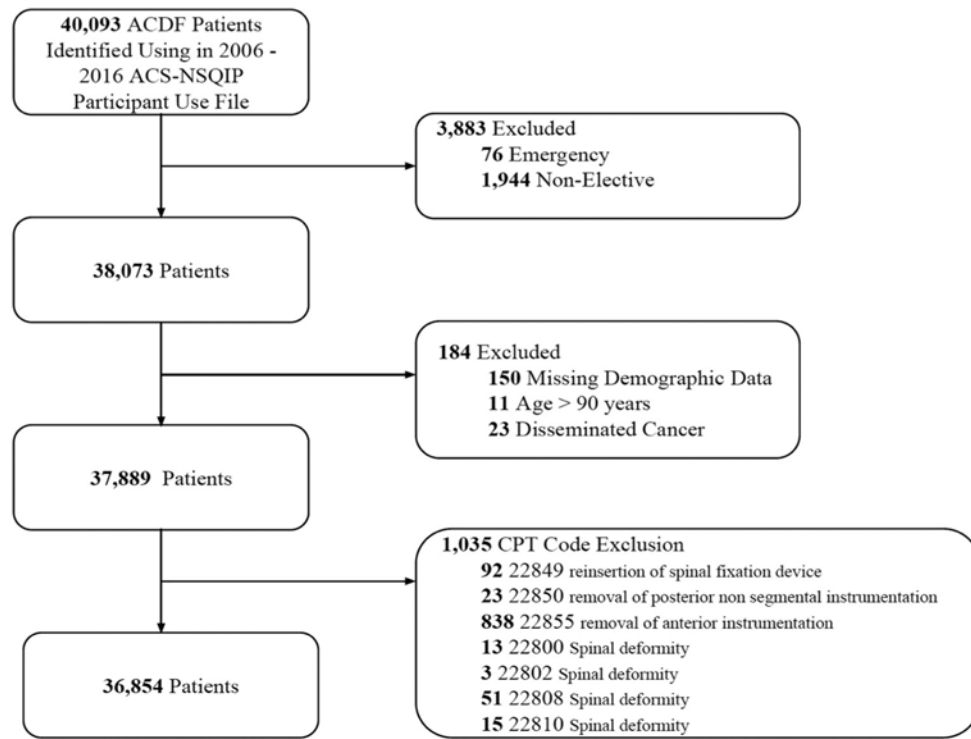 40,093 ACDF Patients
Identified Using in 2006 -
2016 ACS-NSQIP
Participant Use File
3,883 Excluded
76 Emergency
1,944 Non-Elective
38,073 Patients
184 Excluded
150 Missing Demographic Data
11 Age > 90 years
23 Disseminated Cancer
37,889 Patients
1,035 CPT Code Exclusion
92 22849 reinsertion of spinal fixation device
23 22850 removal of posterior non segmental instrumentation
838 22855 removal of anterior instrumentation
13 22800 Spinal deformity
3 22802 Spinal deformity
51 22808 Spinal deformity
15 22810 Spinal deformity
36,854 Patients